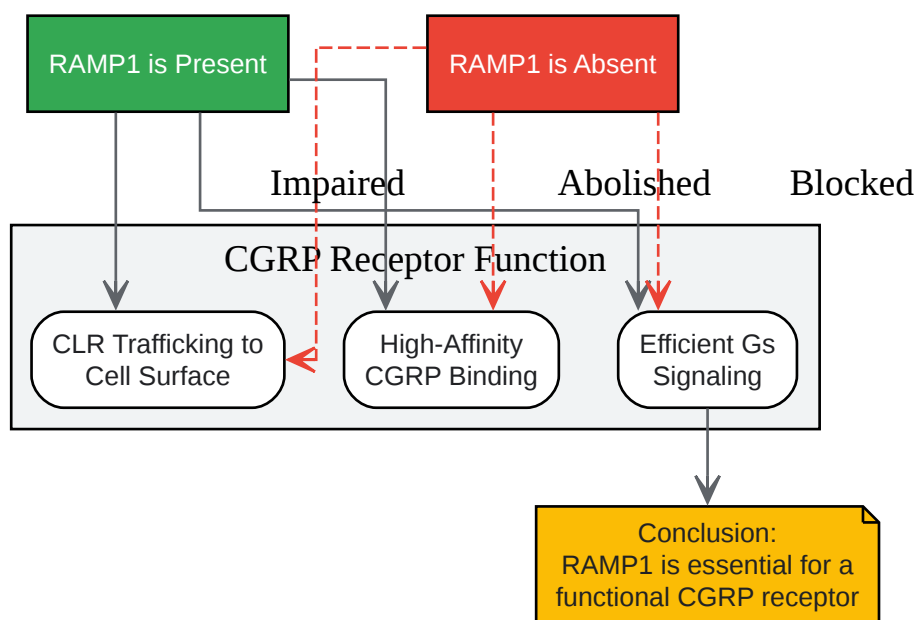 RAMP1 is Present
RAMP1 is Absent
Impaired
Abolished
Blocked
CGRP Receptor Function
CLR Trafficking to
Cell Surface
High-Affinity
CGRP Binding
Efficient Gs
Signaling
Conclusion:
RAMP1 is essential for a
functional CGRP receptor